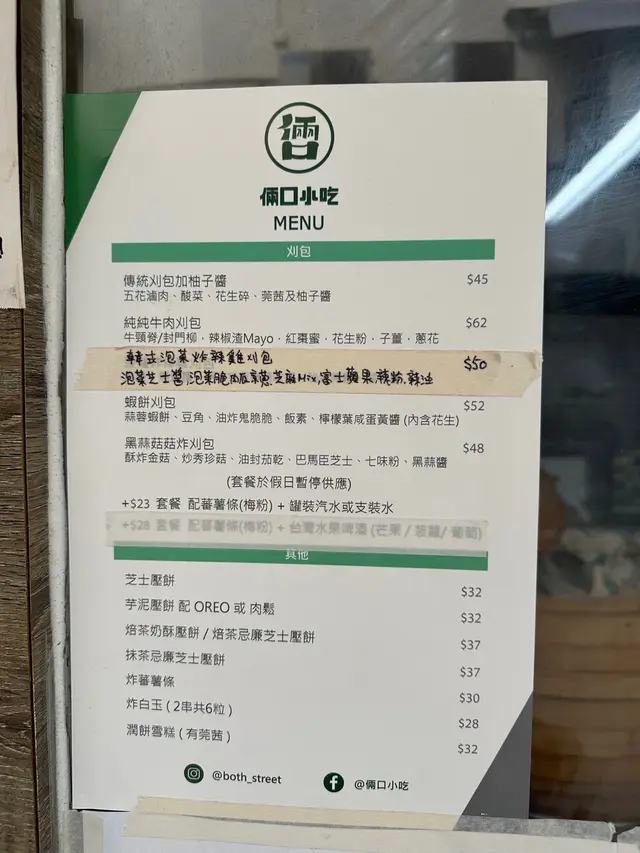 倆口
倆口小吃
MENU
刈包
傳統刈包加柚子醬 $45
五花滷肉、酸菜、花生碎、莞茜及柚子醬
純純牛肉刈包 $62
牛頸脊/封門柳，辣椒渣Mayo，紅棗蜜，花生粉，子薑，蔥花
韓式泡菜炸辣雞刈包 $50
泡菜芝士醬,泡菜脆
芝麻Mix,富士蘋果,辣粉,辣油
蝦餅刈包 $52
蒜蓉蝦餅、豆角、油炸鬼脆脆、飯素、檸檬葉咸蛋黃醬 (內含花生)
黑蒜菇菇炸刈包 $48
酥炸金菇、炒秀珍菇、油封茄乾、巴馬臣芝士、七味粉、黑蒜醬
(套餐於假日暫停供應)
+$23 套餐 配蕃薯條(梅粉) + 罐裝汽水或支裝水
+$28 套餐 配蕃薯條(梅粉) + 台灣水果啤酒 (芒果 / 菠蘿/ 葡萄)
其他
芝士壓餅 $32
芋泥壓餅 配 OREO 或 肉鬆 $32
焙茶奶酥壓餅 / 焙茶忌廉芝士壓餅 $37
抹茶忌廉芝士壓餅 $37
炸蕃薯條 $30
炸白玉 ( 2串共6粒 ) $28
潤餅雪糕 ( 有莞茜 ) $32
@both_street
@倆口小吃